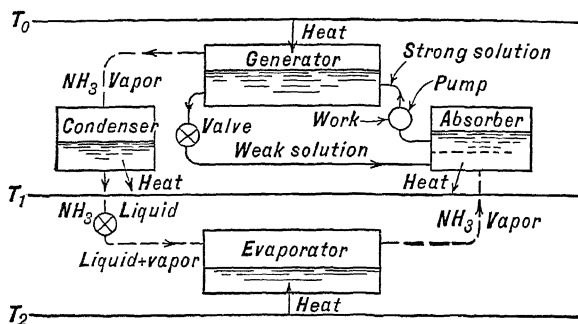 T0
Heat
Strong solution
Generator
NH3 Vapor
Pump
Condenser
Valve
Work
Absorber
Weak solution
Heat
Heat
T1
NH3 Liquid
NH3 Vapor
Evaporator
Liquid+vapor
Heat
T2